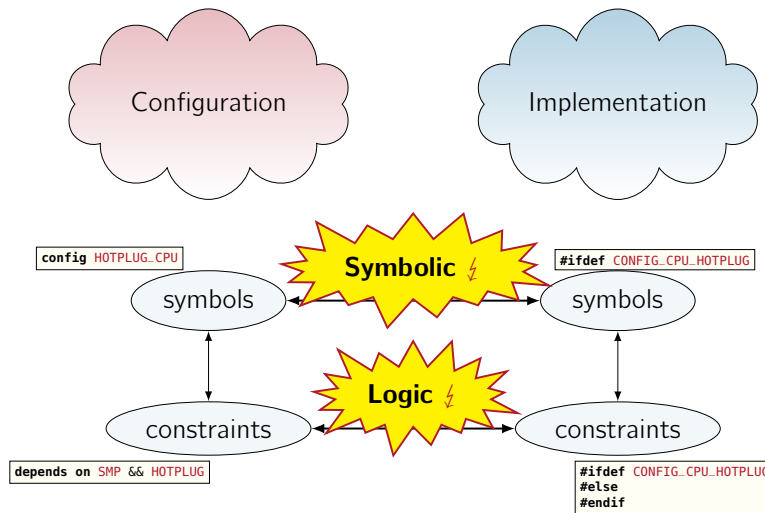 Configuration
Implementation
config HOTPLUG_CPU
Symbolic
#ifdef CONFIG_CPU_HOTPLUG
symbols
symbols
Logic
constraints
constraints
depends on SMP && HOTPLUG
#ifdef CONFIG_CPU_HOTPLUG
#else
#endif